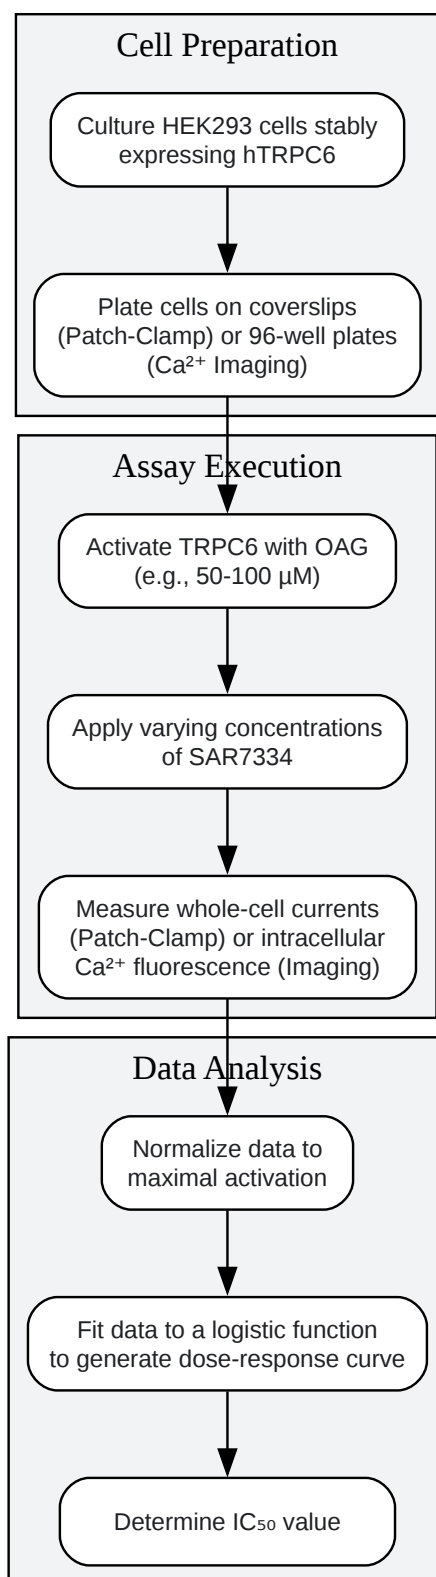 Cell Preparation
Culture HEK293 cells stably
expressing hTRPC6
Plate cells on coverslips
(Patch-Clamp) or 96-well plates
(Ca²⁺ Imaging)
Assay Execution
Activate TRPC6 with OAG
(e.g., 50-100 µM)
Apply varying concentrations
of SAR7334
Measure whole-cell currents
(Patch-Clamp) or intracellular
Ca²⁺ fluorescence (Imaging)
Data Analysis
Normalize data to
maximal activation
Fit data to a logistic function
to generate dose-response curve
Determine IC₅₀ value